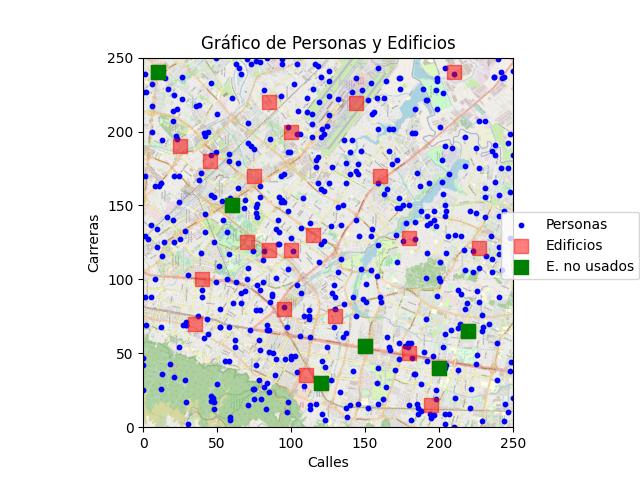 Gráfico de Personas y Edificios
250
200
150
100
50
0
Carreras
0 50 100 150 200 250
Calles
Personas
Edificios
E. no usados